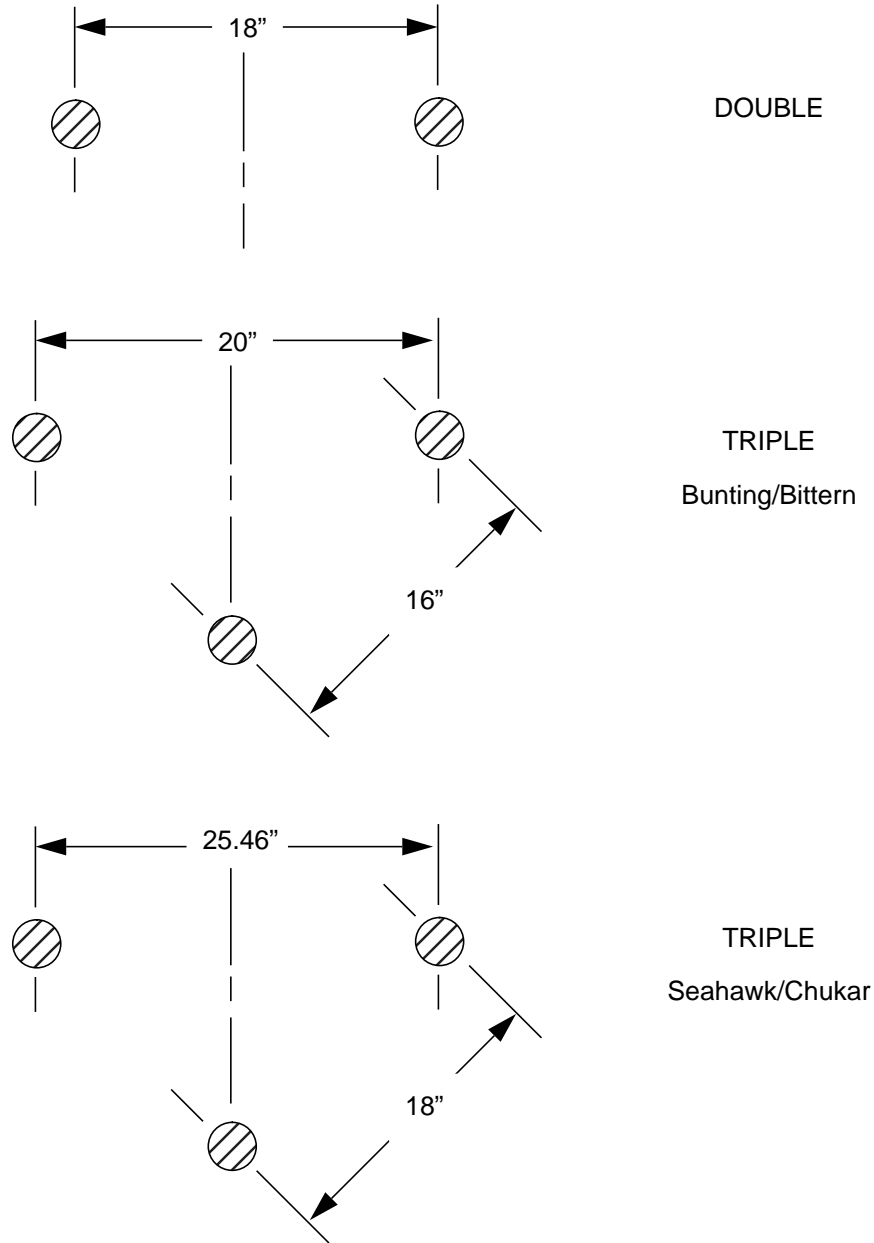 18”
DOUBLE
20”
TRIPLE
Bunting/Bittern
16”
25.46”
TRIPLE
Seahawk/Chukar
18”